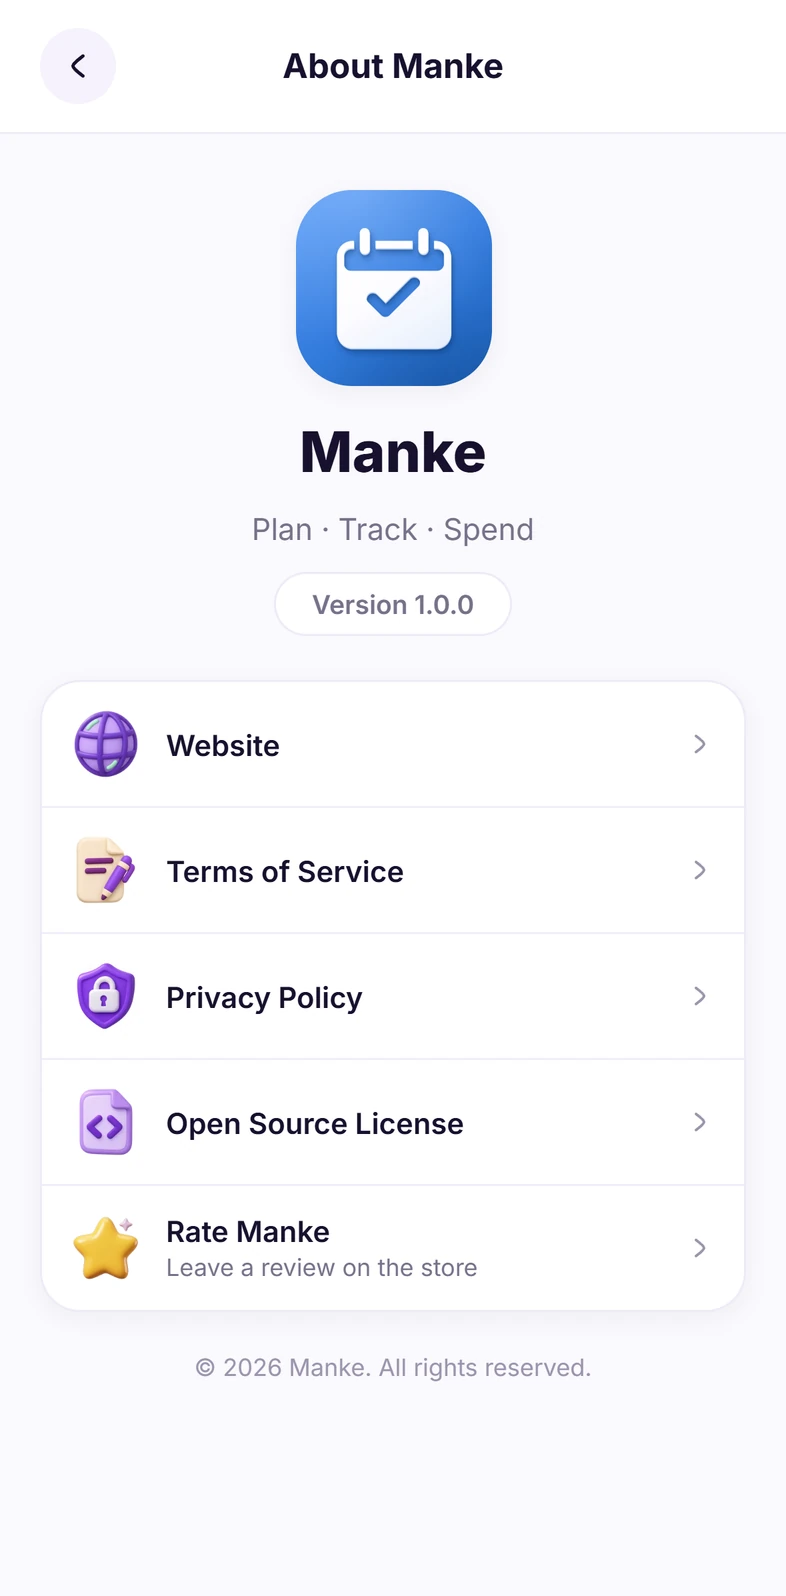 About Manke
Manke
Plan · Track · Spend
Version 1.0.0
Website
Terms of Service
Privacy Policy
Open Source License
Rate Manke
Leave a review on the store
© 2026 Manke. All rights reserved.